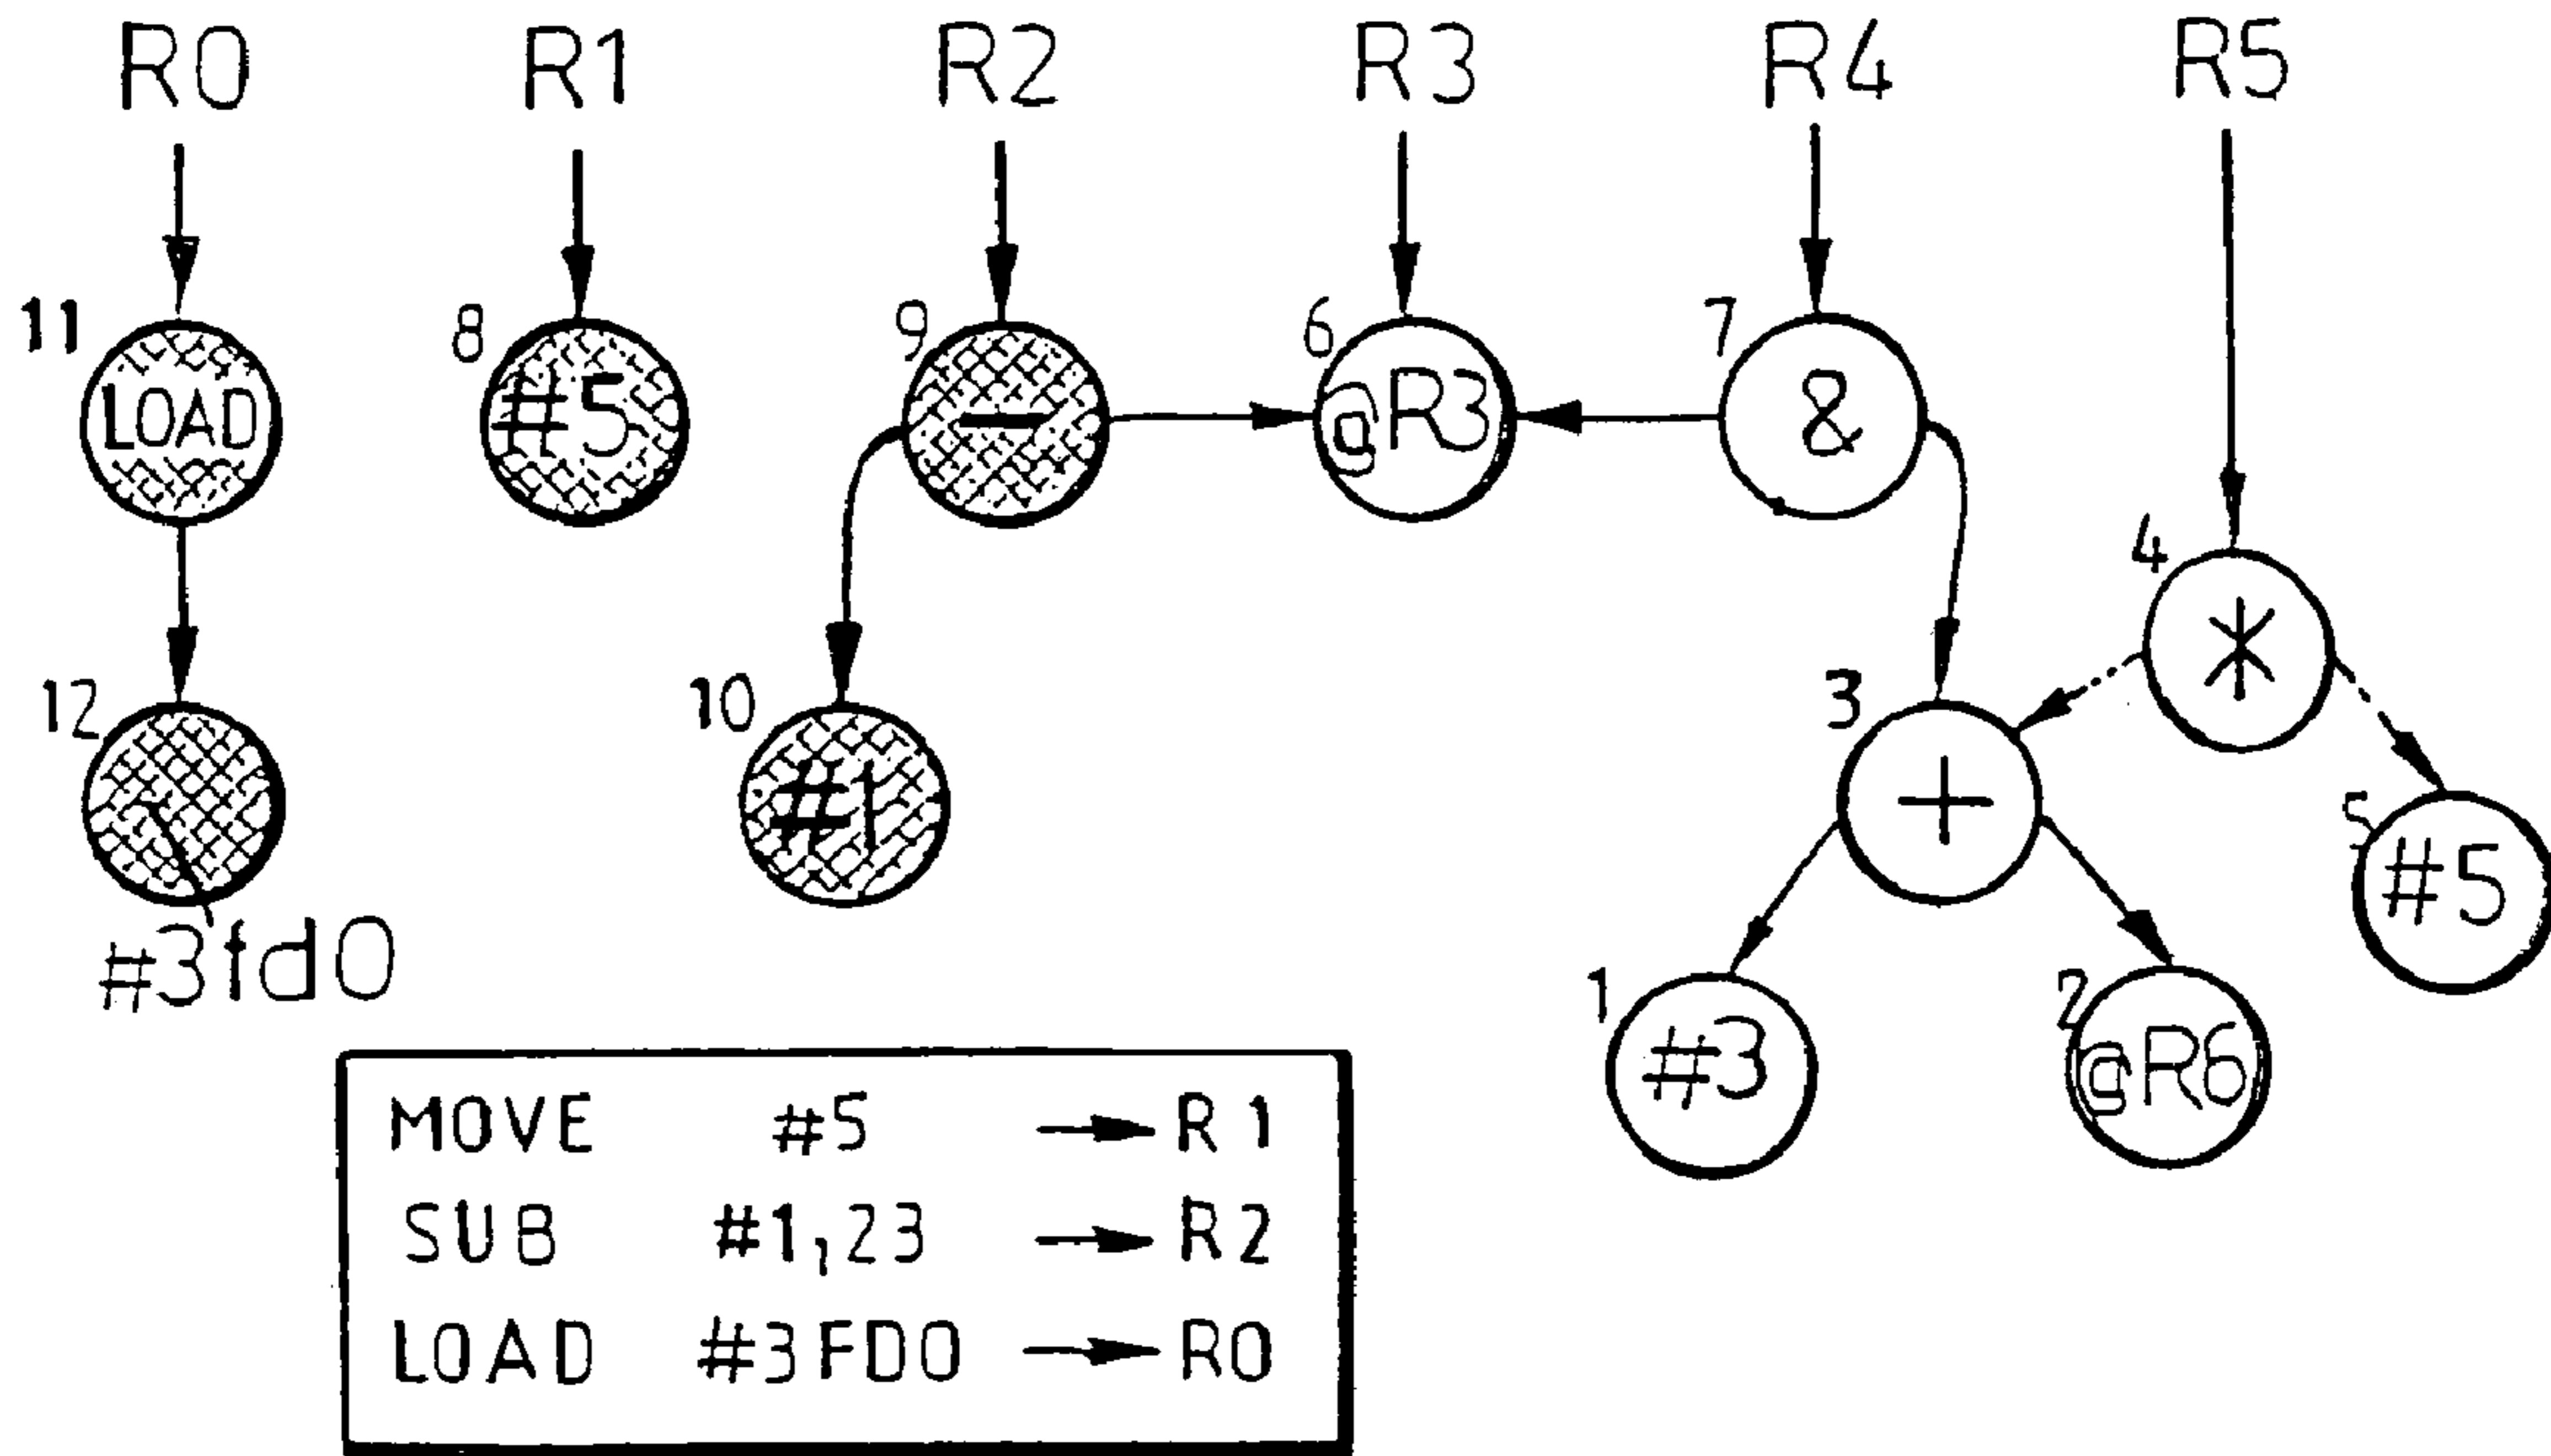 R0 R1 R2 R3 R4 R5
11 LOAD 8 #5 9 − 6 @R3 7 &
4 *
12 10 #1 3 + 5 #5
#3fd0
1 #3 2 @R6
MOVE #5 → R1
SUB #1,23 → R2
LOAD #3FD0 → R0